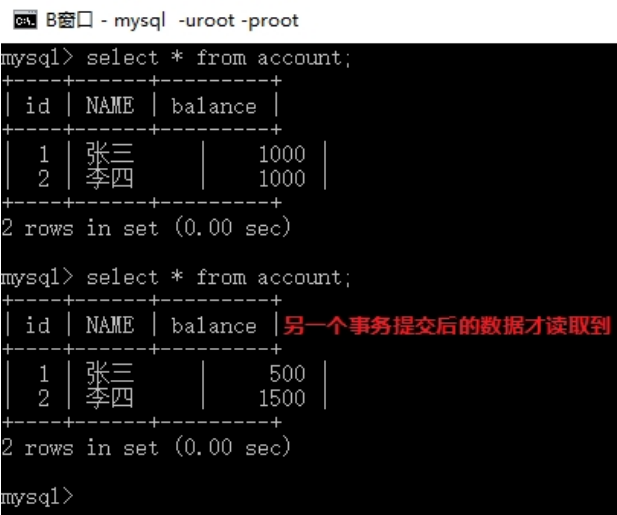 B窗口 - mysql  -uroot -proot
mysql> select * from account;
+----+------+---------+
| id | NAME | balance |
+----+------+---------+
|  1 | 张三      |    1000 |
|  2 | 李四      |    1000 |
+----+------+---------+
2 rows in set (0.00 sec)
mysql> select * from account;
+----+------+---------+
| id | NAME | balance | 另一个事务提交后的数据才读取到
+----+------+---------+
|  1 | 张三      |     500 |
|  2 | 李四      |    1500 |
+----+------+---------+
2 rows in set (0.00 sec)
mysql>